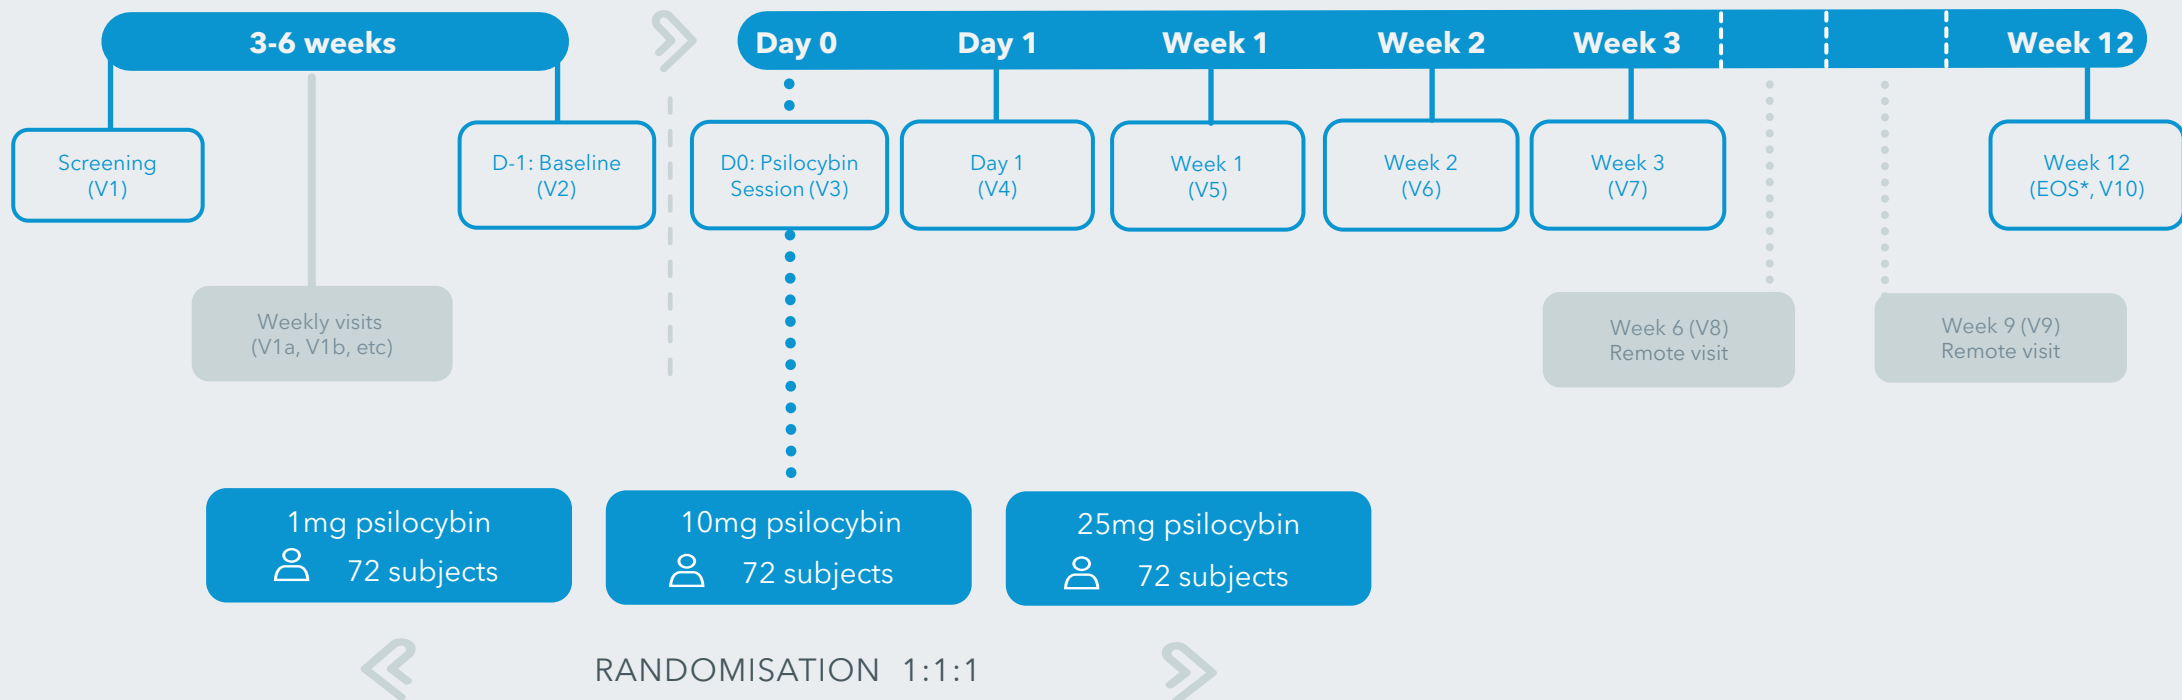 3-6 weeks
Day 0
Day 1
Week 1
Week 2
Week 3
Week 12
Screening
(V1)
D-1: Baseline
(V2)
D0: Psilocybin
Session (V3)
Day 1
(V4)
Week 1
(V5)
Week 2
(V6)
Week 3
(V7)
Week 12
(EOS*, V10)
Weekly visits
(V1a, V1b, etc)
Week 6 (V8)
Remote visit
Week 9 (V9)
Remote visit
1mg psilocybin
72 subjects
10mg psilocybin
72 subjects
25mg psilocybin
72 subjects
RANDOMISATION 1:1:1